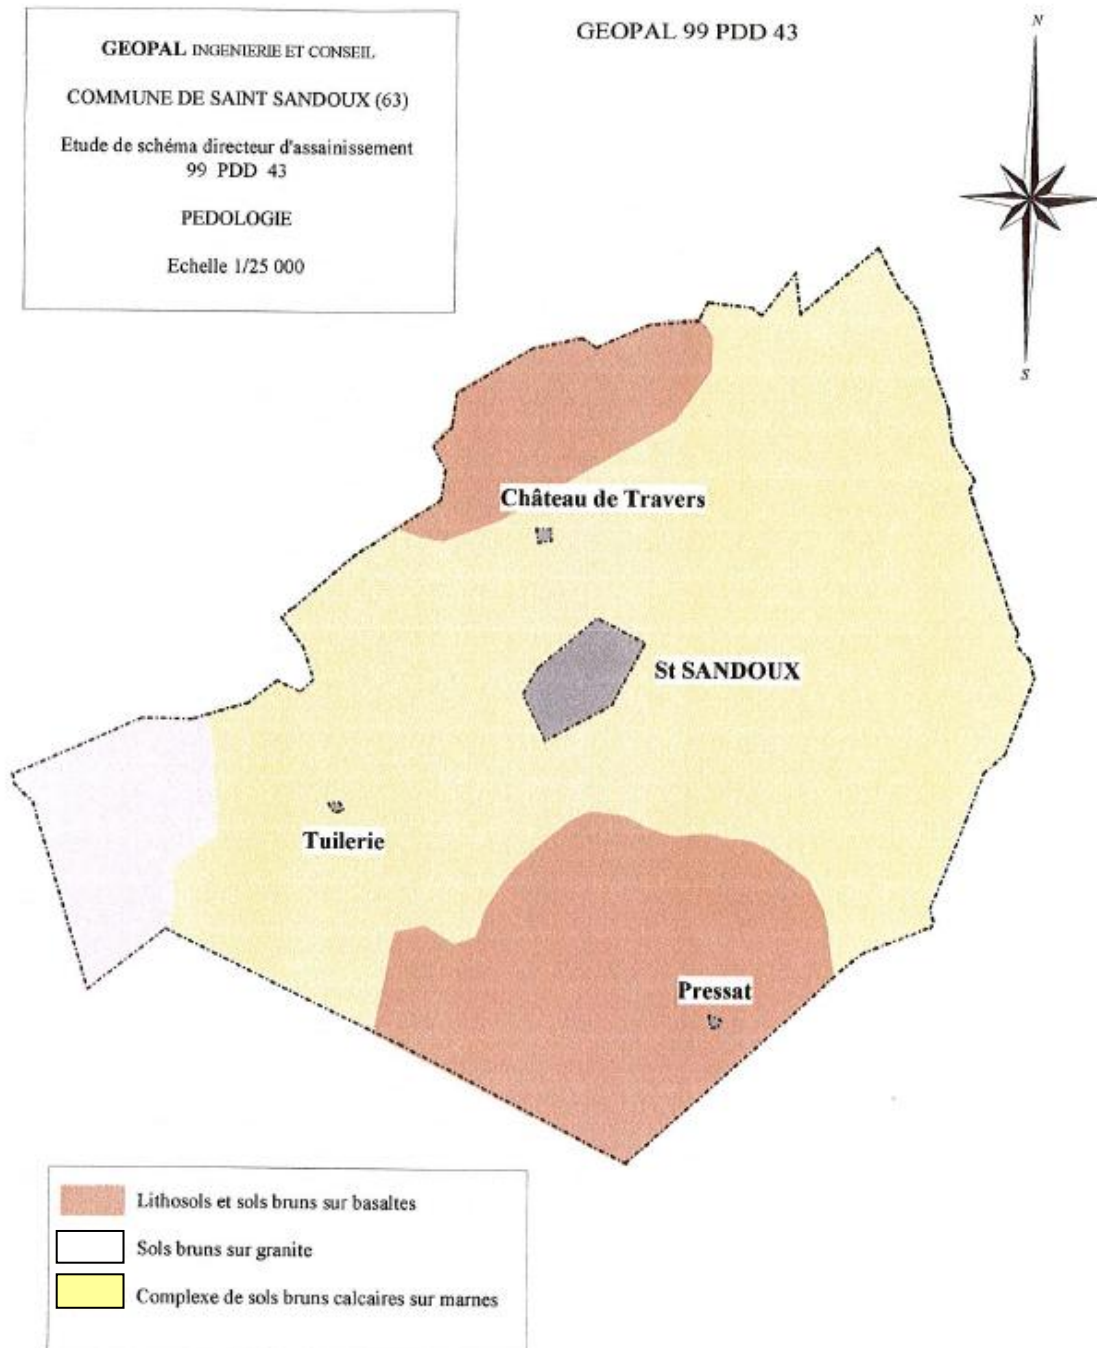 GEOPAL INGENIERIE ET CONSEIL
COMMUNE DE SAINT SANDOUX (63)
Etude de schéma directeur d'assainissement
99 PDD 43
PEDOLOGIE
Echelle 1/25 000
GEOPAL 99 PDD 43
N
S
Château de Travers
St SANDOUX
Tuilerie
Pressat
Lithosols et sols bruns sur basaltes
Sols bruns sur granite
Complexe de sols bruns calcaires sur marnes